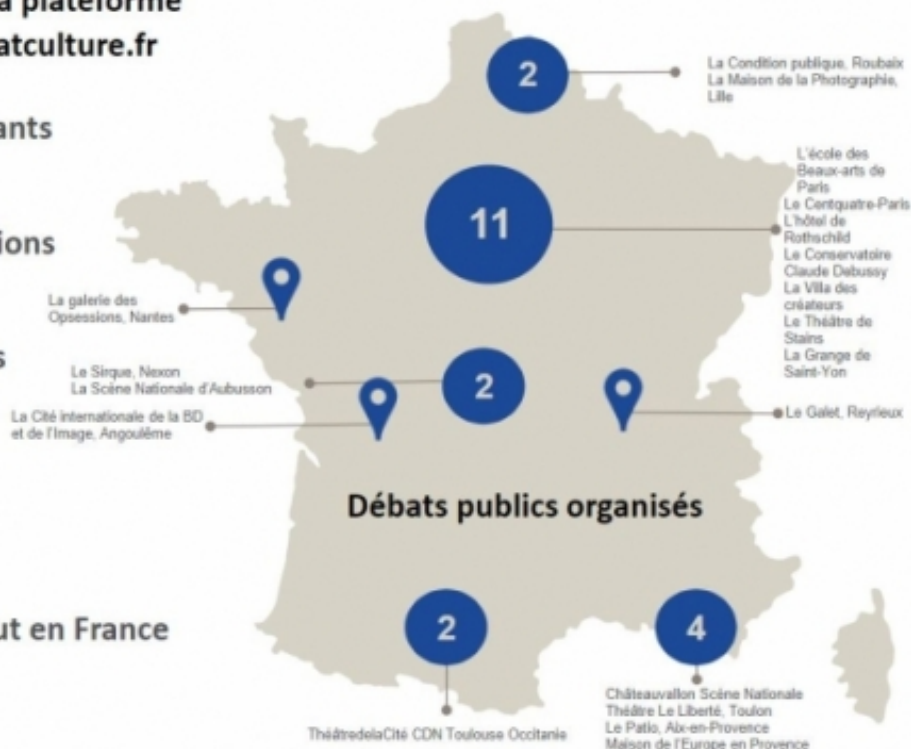 a plateforme
atculture.fr
ants
ions
s
ut en France
2
La Condition publique, Roubaix
La Maison de la Photographie,
Lille
11
L'école des
Beaux-arts de
Paris
Le Centquatre-Paris
L'hôtel de
Rothschild
Le Conservatoire
Claude Debussy
La Villa des
créateurs
Le Théâtre de
Stains
La Grange de
Saint-Yon
La galerie des
Opsessions, Nantes
Le Sirque, Nexon
La Scène Nationale d'Aubusson
2
La Cité internationale de la BD
et de l'Image, Angoulême
Le Galet, Reyrieux
Débats publics organisés
2
4
ThéâtredelaCité CDN Toulouse Occitanie
Châteauvallon Scène Nationale
Théâtre Le Liberté, Toulon
Le Patio, Aix-en-Provence
Maison de l'Europe en Provence